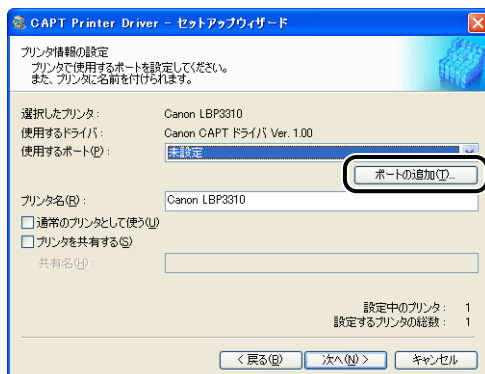 CAPT Printer Driver - セットアップウィザード
プリンタ情報の設定
プリンタで使用するポートを設定してください。
また、プリンタに名前を付けられます。
選択したプリンタ: Canon LBP3310
使用するドライバ: Canon CAPT ドライバ Ver. 1.00
使用するポート(P): 未設定
ポートの追加(T)...
プリンタ名(R): Canon LBP3310
通常のプリンタとして使う(U)
プリンタを共有する(S)
共有名(H):
設定中のプリンタ: 1
設定するプリンタの総数: 1
< 戻る(B) 次へ(N) > キャンセル